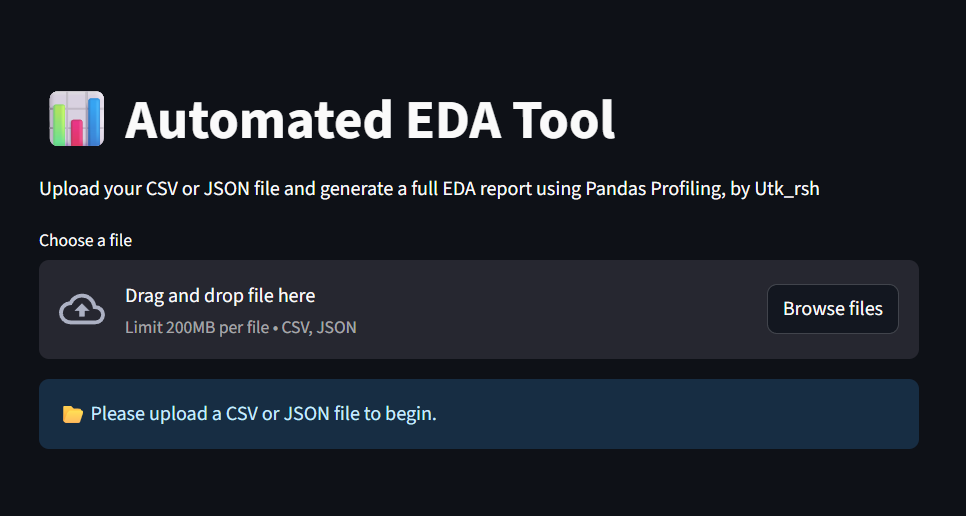 Automated EDA Tool
Upload your CSV or JSON file and generate a full EDA report using Pandas Profiling, by Utk_rsh
Choose a file
Drag and drop file here
Limit 200MB per file • CSV, JSON
Browse files
Please upload a CSV or JSON file to begin.